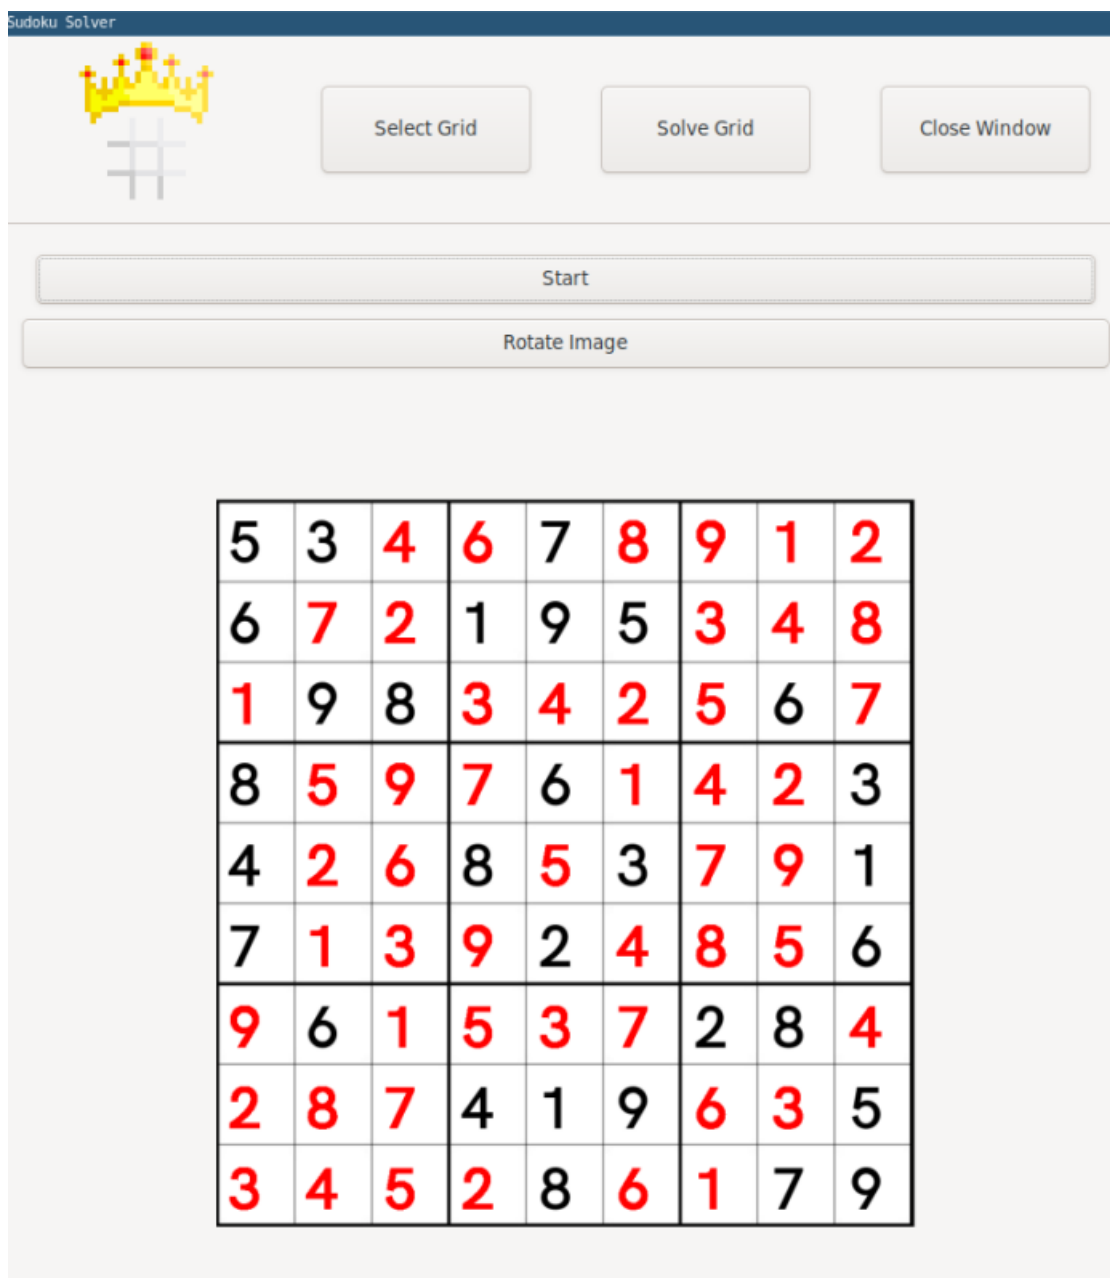 Sudoku Solver
Select Grid Solve Grid Close Window
Start
Rotate Image
5 3 4 6 7 8 9 1 2
6 7 2 1 9 5 3 4 8
1 9 8 3 4 2 5 6 7
8 5 9 7 6 1 4 2 3
4 2 6 8 5 3 7 9 1
7 1 3 9 2 4 8 5 6
9 6 1 5 3 7 2 8 4
2 8 7 4 1 9 6 3 5
3 4 5 2 8 6 1 7 9